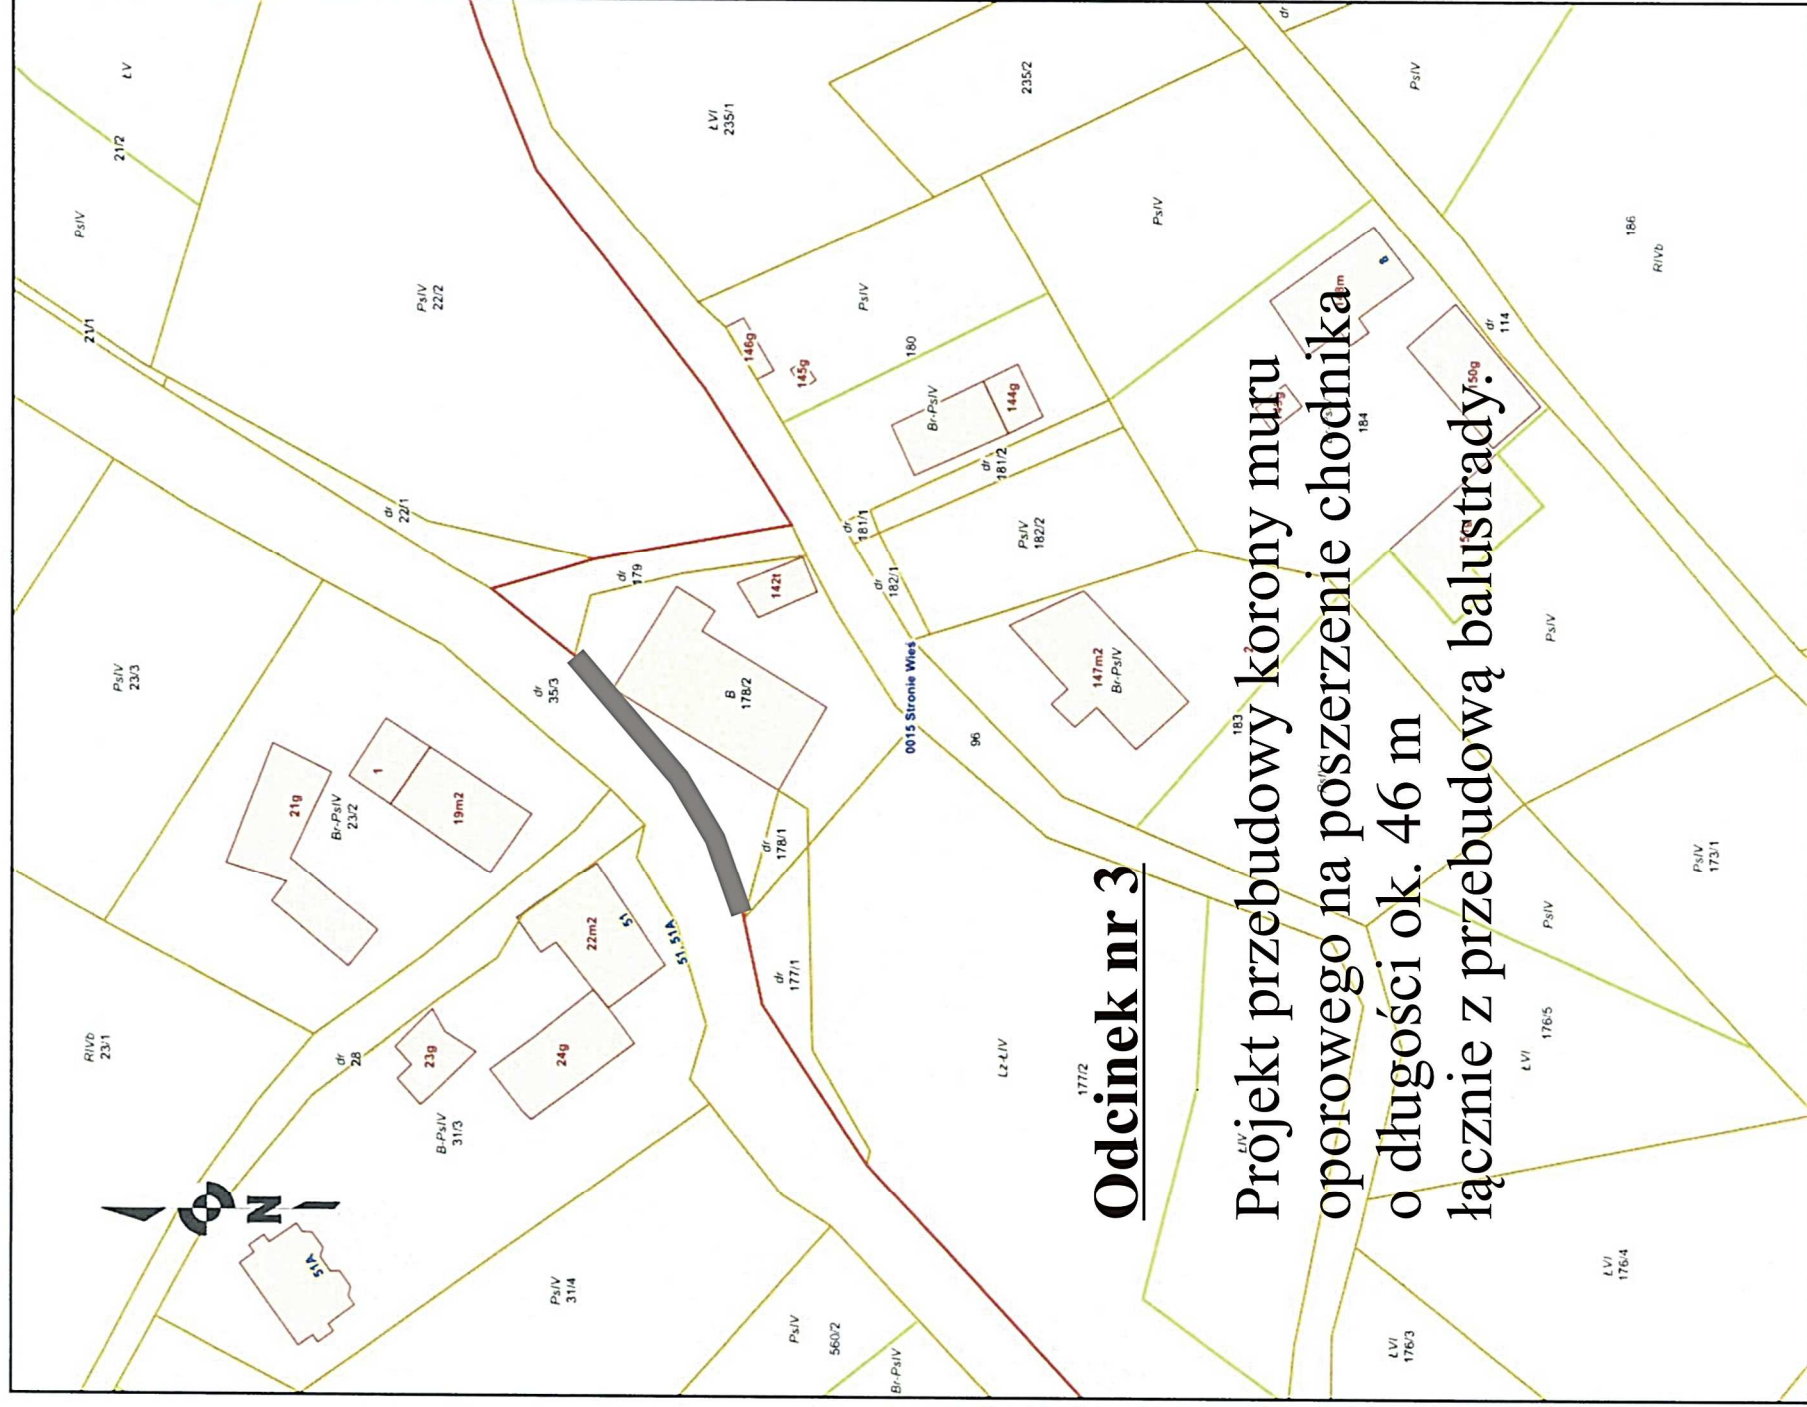 PsIV
21/1
RIVb
23/1
PsIV
23/3
21/2
ŁV
N
51A
21g
Br-PsIV
23/2
dr
28
1
dr
22/1
PsIV
22/2
23g
B-PsIV
31/3
19m2
dr
35/3
PsIV
31/4
24g
22m2
51
51, 51A
dr
179
ŁVI
235/1
B
178/2
146g
142t
dr
178/1
dr
177/1
PsIV
560/2
145g
dr
181/1
PsIV
180
dr
182/1
Br-PsIV
0015 Stronie Wieś
Br-PsIV
96
dr
181/2
144g
Lz-ŁIV
235/2
PsIV
182/2
177/2
147m2
Br-PsIV
Odcinek nr 3
PsIV
183
ŁIV
Projekt przebudowy korony muru
oporowego na poszerzenie chodnika
o długości ok. 46 m
łącznie z przebudową balustrady.
dr
8
184
PsIV
ŁVI
176/3
150g
dr
114
ŁVI
176/5
PsIV
PsIV
ŁVI
176/4
186
RIVb
PsIV
173/1